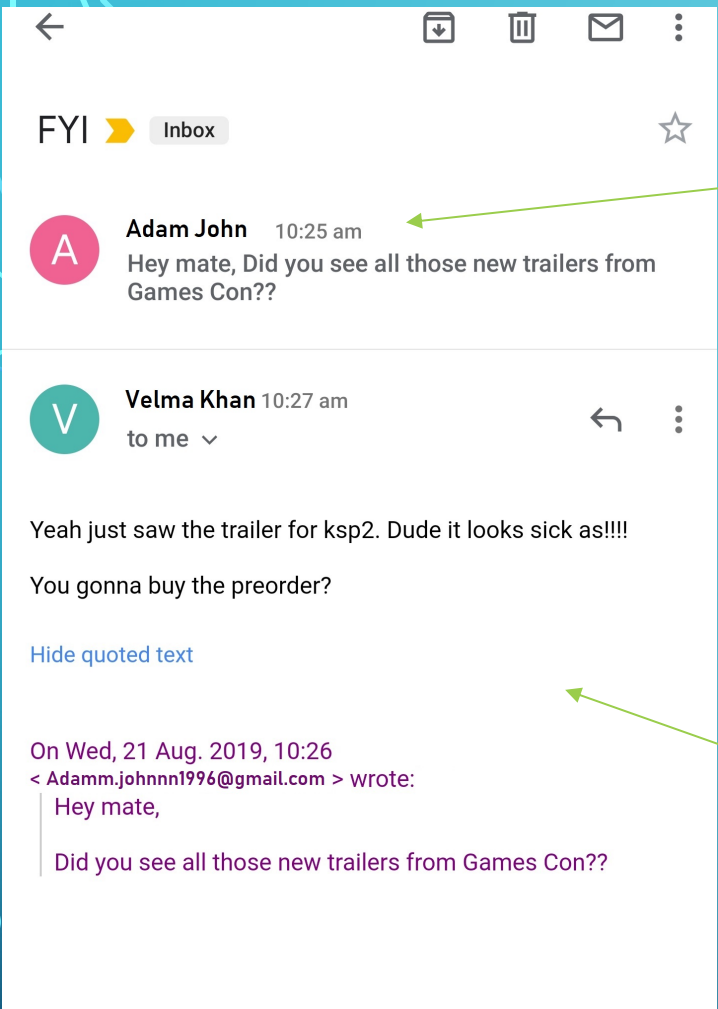 FYI Inbox
A
Adam John 10:25 am
Hey mate, Did you see all those new trailers from
Games Con??
V
Velma Khan 10:27 am
to me
Yeah just saw the trailer for ksp2. Dude it looks sick as!!!!
You gonna buy the preorder?
Hide quoted text
On Wed, 21 Aug. 2019, 10:26
< Adamm.johnnn1996@gmail.com > wrote:
Hey mate,
Did you see all those new trailers from Games Con??